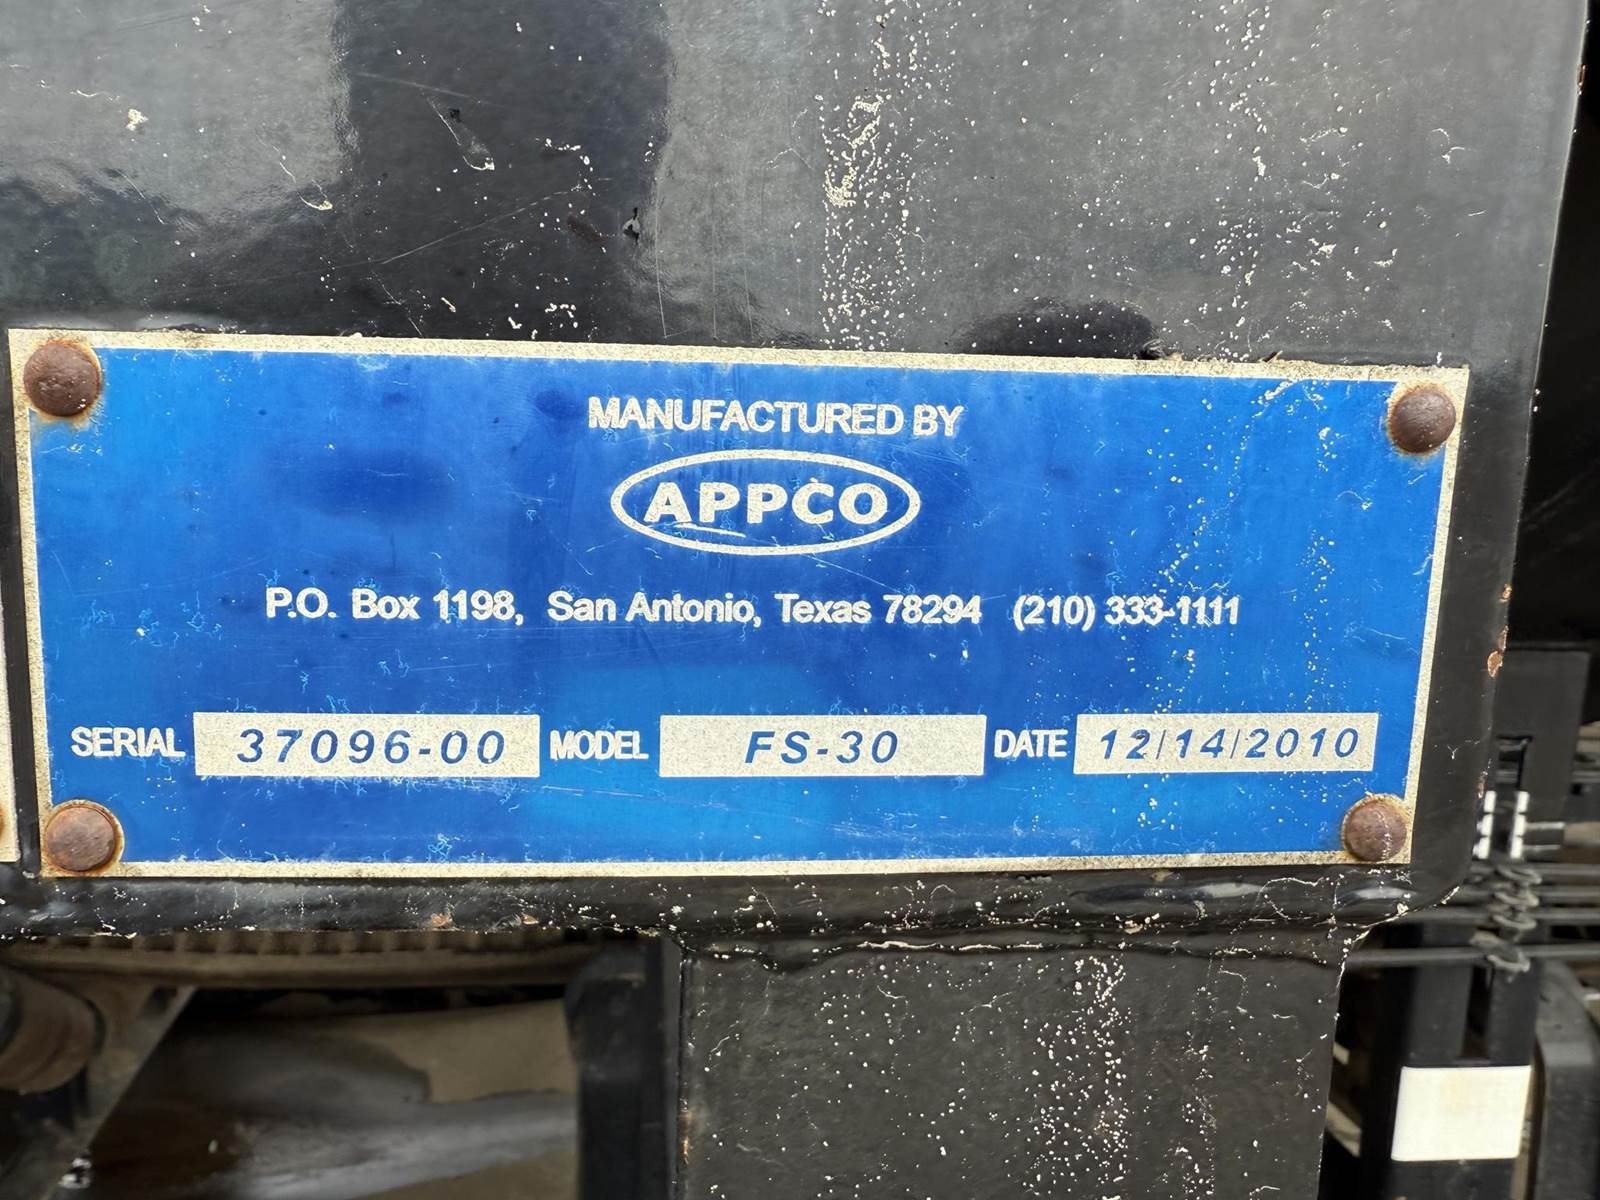 MANUFACTURED BY
APPCO
P.O. Box 1198, San Antonio, Texas 78294 (210) 333-1111
SERIAL 37096-00 MODEL FS-30 DATE 12/14/2010